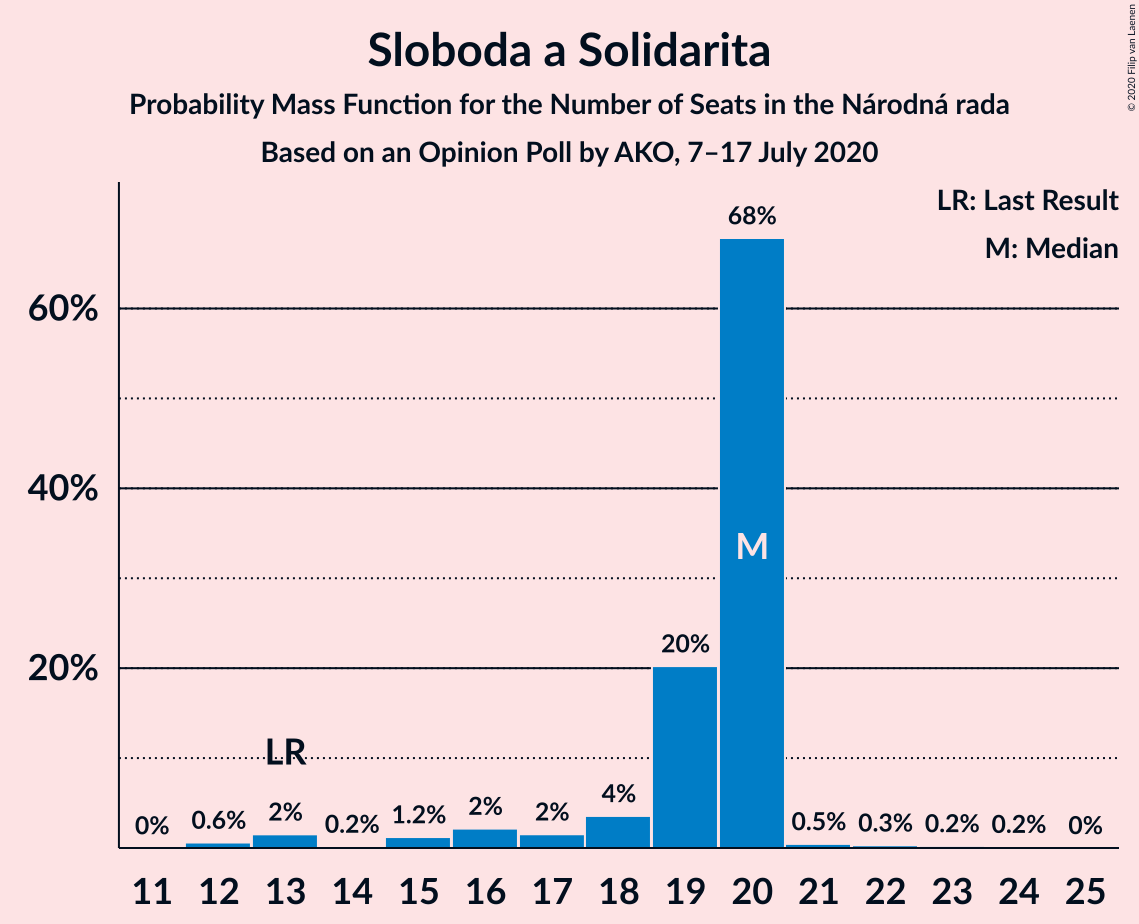 Sloboda a Solidarita
Probability Mass Function for the Number of Seats in the Národná rada
Based on an Opinion Poll by AKO, 7–17 July 2020
© 2020 Filip van Laenen
LR: Last Result
M: Median
60%
40%
20%
0%
0.6%
2%
0.2%
1.2%
2%
2%
4%
20%
68%
0.5%
0.3%
0.2%
0.2%
0%
LR
M
11 12 13 14 15 16 17 18 19 20 21 22 23 24 25